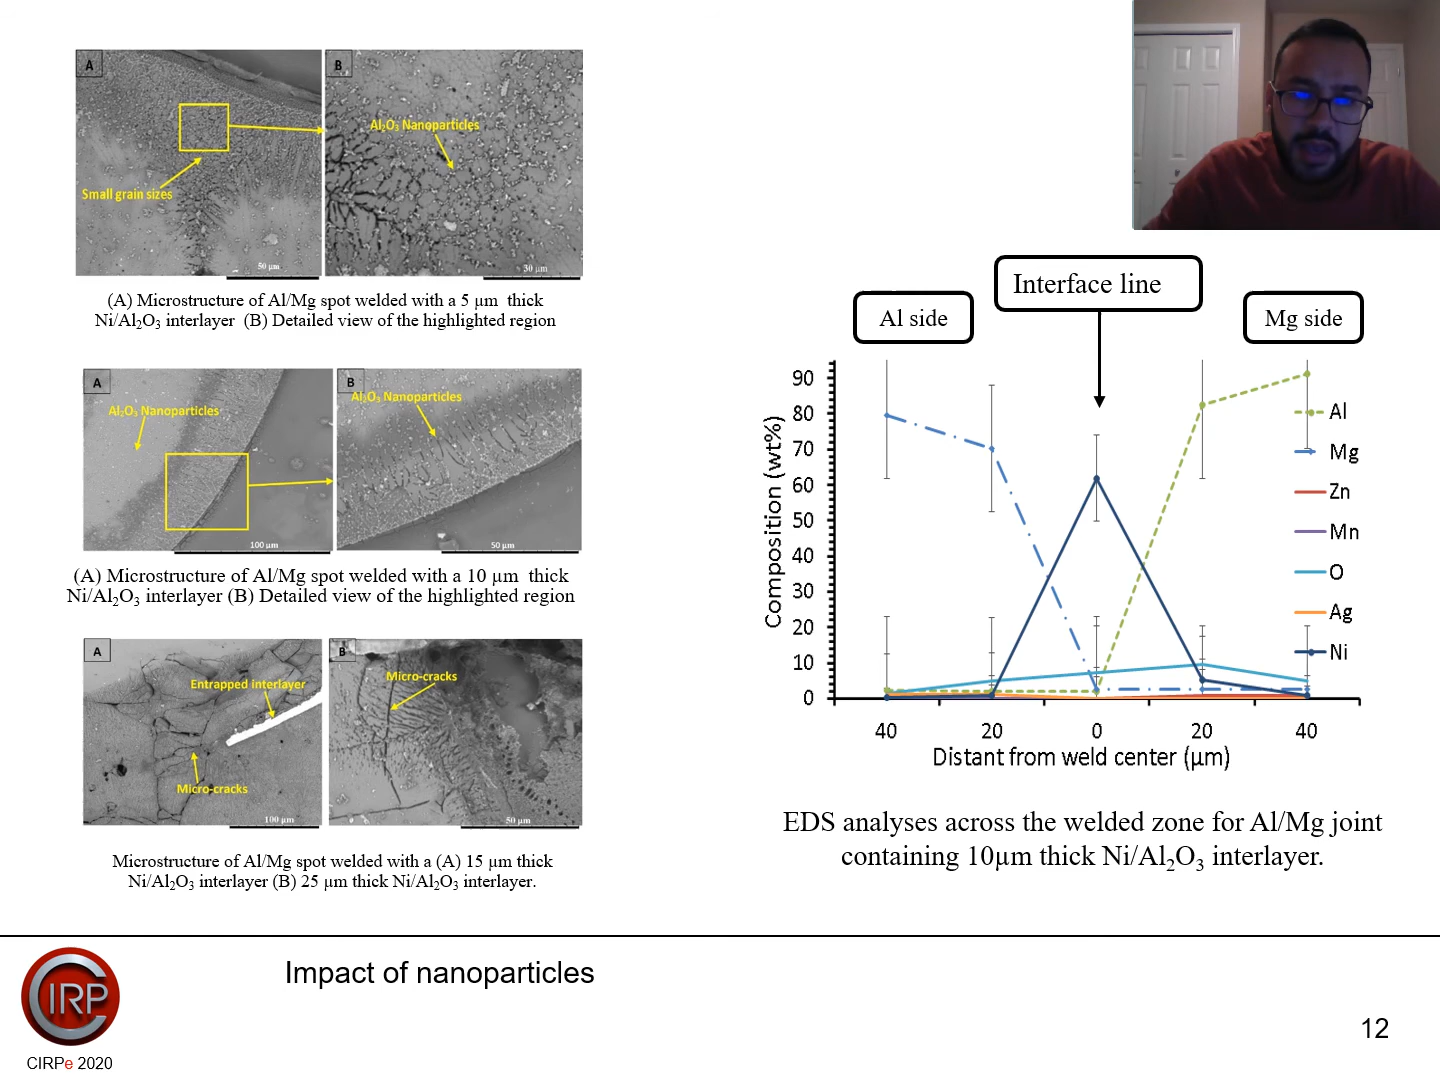 A
B
Al₂O₃ Nanoparticles
Small grain sizes
50 µm
30 µm
(A) Microstructure of Al/Mg spot welded with a 5 µm thick
Ni/Al₂O₃ interlayer (B) Detailed view of the highlighted region
A
B
Al₂O₃ Nanoparticles
Al₂O₃ Nanoparticles
100 µm
50 µm
(A) Microstructure of Al/Mg spot welded with a 10 µm thick
Ni/Al₂O₃ interlayer (B) Detailed view of the highlighted region
A
B
Entrapped interlayer
Micro-cracks
Micro-cracks
100 µm
50 µm
Microstructure of Al/Mg spot welded with a (A) 15 µm thick
Ni/Al₂O₃ interlayer (B) 25 µm thick Ni/Al₂O₃ interlayer.
Interface line
Al side
Mg side
Composition (wt%)
90
80
70
60
50
40
30
20
10
0
40 20 0 20 40
Distant from weld center (µm)
Al
Mg
Zn
Mn
O
Ag
Ni
EDS analyses across the welded zone for Al/Mg joint
containing 10µm thick Ni/Al₂O₃ interlayer.
CIRP
CIRPe 2020
Impact of nanoparticles
12